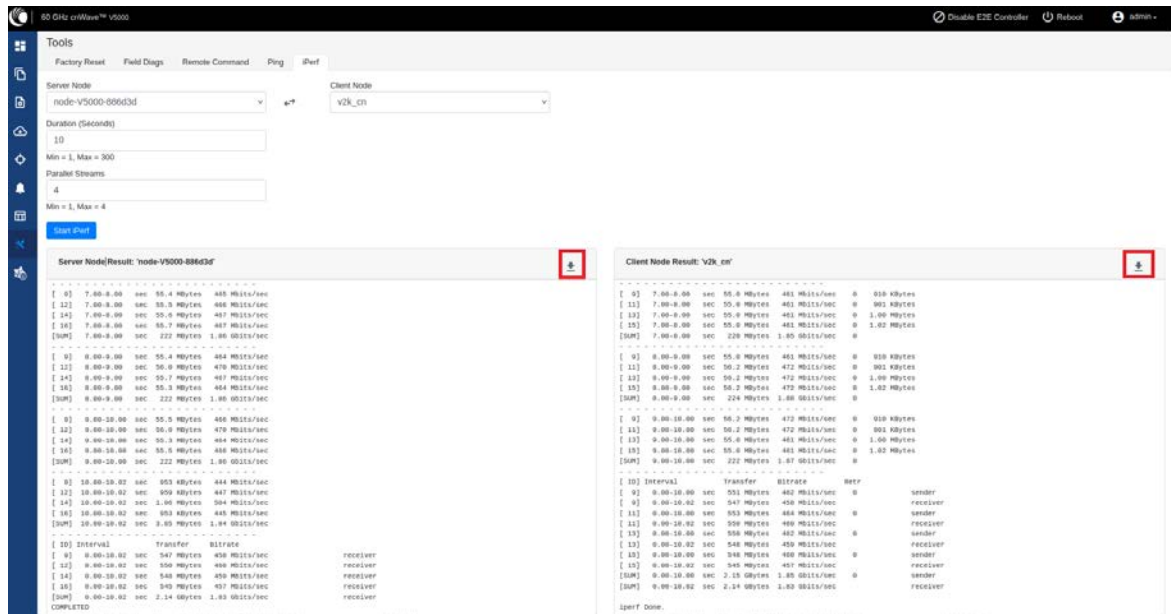 60 GHz cnWave™ V5000
Disable E2E Controller
Reboot
admin
Tools
Factory Reset Field Diags Remote Command Ping iPerf
Server Node
node-V5000-886d3d
Client Node
v2k_cn
Duration (Seconds)
10
Min = 1, Max = 300
Parallel Streams
4
Min = 1, Max = 4
Start iPerf
Server Node Result: 'node-V5000-886d3d'
[ 9] 7.00-8.00 sec 55.4 MBytes 465 Mbits/sec
[ 12] 7.00-8.00 sec 55.5 MBytes 466 Mbits/sec
[ 14] 7.00-8.00 sec 55.6 MBytes 467 Mbits/sec
[ 16] 7.00-8.00 sec 55.7 MBytes 467 Mbits/sec
[SUM] 7.00-8.00 sec 222 MBytes 1.86 Gbits/sec
[ 9] 8.00-9.00 sec 55.4 MBytes 464 Mbits/sec
[ 12] 8.00-9.00 sec 56.0 MBytes 470 Mbits/sec
[ 14] 8.00-9.00 sec 55.7 MBytes 467 Mbits/sec
[ 16] 8.00-9.00 sec 55.3 MBytes 464 Mbits/sec
[SUM] 8.00-9.00 sec 222 MBytes 1.86 Gbits/sec
[ 9] 9.00-10.00 sec 55.5 MBytes 466 Mbits/sec
[ 12] 9.00-10.00 sec 56.0 MBytes 470 Mbits/sec
[ 14] 9.00-10.00 sec 55.3 MBytes 464 Mbits/sec
[ 16] 9.00-10.00 sec 55.5 MBytes 466 Mbits/sec
[SUM] 9.00-10.00 sec 222 MBytes 1.86 Gbits/sec
[ 9] 10.00-10.02 sec 953 KBytes 444 Mbits/sec
[ 12] 10.00-10.02 sec 959 KBytes 447 Mbits/sec
[ 14] 10.00-10.02 sec 1.06 MBytes 504 Mbits/sec
[ 16] 10.00-10.02 sec 953 KBytes 445 Mbits/sec
[SUM] 10.00-10.02 sec 3.85 MBytes 1.84 Gbits/sec
[ ID] Interval Transfer Bitrate
[ 9] 0.00-10.02 sec 547 MBytes 458 Mbits/sec receiver
[ 12] 0.00-10.02 sec 550 MBytes 460 Mbits/sec receiver
[ 14] 0.00-10.02 sec 548 MBytes 459 Mbits/sec receiver
[ 16] 0.00-10.02 sec 545 MBytes 457 Mbits/sec receiver
[SUM] 0.00-10.02 sec 2.14 GBytes 1.83 Gbits/sec receiver
COMPLETED
Client Node Result: 'v2k_cn'
[ 9] 7.00-8.00 sec 55.0 MBytes 461 Mbits/sec 0 910 KBytes
[ 11] 7.00-8.00 sec 55.0 MBytes 461 Mbits/sec 0 901 KBytes
[ 13] 7.00-8.00 sec 55.0 MBytes 461 Mbits/sec 0 1.00 MBytes
[ 15] 7.00-8.00 sec 55.0 MBytes 461 Mbits/sec 0 1.02 MBytes
[SUM] 7.00-8.00 sec 220 MBytes 1.85 Gbits/sec 0
[ 9] 8.00-9.00 sec 55.0 MBytes 461 Mbits/sec 0 910 KBytes
[ 11] 8.00-9.00 sec 56.2 MBytes 472 Mbits/sec 0 901 KBytes
[ 13] 8.00-9.00 sec 56.2 MBytes 472 Mbits/sec 0 1.00 MBytes
[ 15] 8.00-9.00 sec 56.2 MBytes 472 Mbits/sec 0 1.02 MBytes
[SUM] 8.00-9.00 sec 224 MBytes 1.88 Gbits/sec 0
[ 9] 9.00-10.00 sec 56.2 MBytes 472 Mbits/sec 0 910 KBytes
[ 11] 9.00-10.00 sec 56.2 MBytes 472 Mbits/sec 0 901 KBytes
[ 13] 9.00-10.00 sec 55.0 MBytes 461 Mbits/sec 0 1.00 MBytes
[ 15] 9.00-10.00 sec 55.0 MBytes 461 Mbits/sec 0 1.02 MBytes
[SUM] 9.00-10.00 sec 222 MBytes 1.87 Gbits/sec 0
[ ID] Interval Transfer Bitrate Retr
[ 9] 0.00-10.00 sec 551 MBytes 462 Mbits/sec 0 sender
[ 9] 0.00-10.02 sec 547 MBytes 458 Mbits/sec receiver
[ 11] 0.00-10.00 sec 553 MBytes 464 Mbits/sec 0 sender
[ 11] 0.00-10.02 sec 550 MBytes 460 Mbits/sec receiver
[ 13] 0.00-10.00 sec 550 MBytes 462 Mbits/sec 0 sender
[ 13] 0.00-10.02 sec 548 MBytes 459 Mbits/sec receiver
[ 15] 0.00-10.00 sec 548 MBytes 460 Mbits/sec 0 sender
[ 15] 0.00-10.02 sec 545 MBytes 457 Mbits/sec receiver
[SUM] 0.00-10.00 sec 2.15 GBytes 1.85 Gbits/sec 0 sender
[SUM] 0.00-10.02 sec 2.14 GBytes 1.83 Gbits/sec receiver
iperf Done.